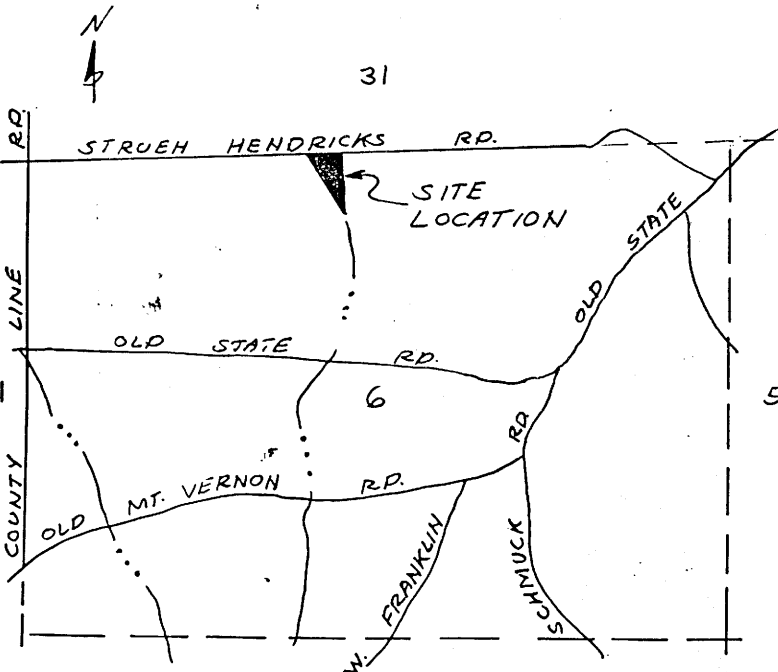 N
31
STRUEH HENDRICKS RD.
SITE
LOCATION
COUNTY LINE RD.
OLD STATE RD.
OLD STATE RD.
6
5
OLD MT. VERNON RD.
W. FRANKLIN
SCHMUCK